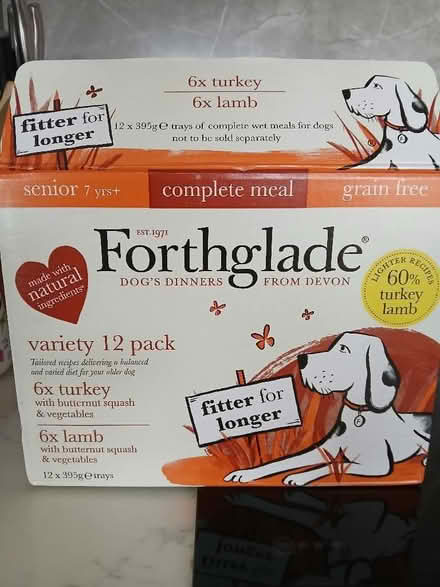 6x turkey
6x lamb
12 x 395g ℮ trays of complete wet meals for dogs
not to be sold separately
fitter for
longer
senior 7 yrs+ complete meal grain free
EST.1971
Forthglade®
DOG'S DINNERS FROM DEVON
made with
natural
ingredients*
LIGHTER RECIPES
60%
turkey
lamb
variety 12 pack
Tailored recipes delivering a balanced
and varied diet for your older dog
6x turkey
with butternut squash
& vegetables
6x lamb
with butternut squash
& vegetables
12 x 395g ℮ trays
fitter for
longer